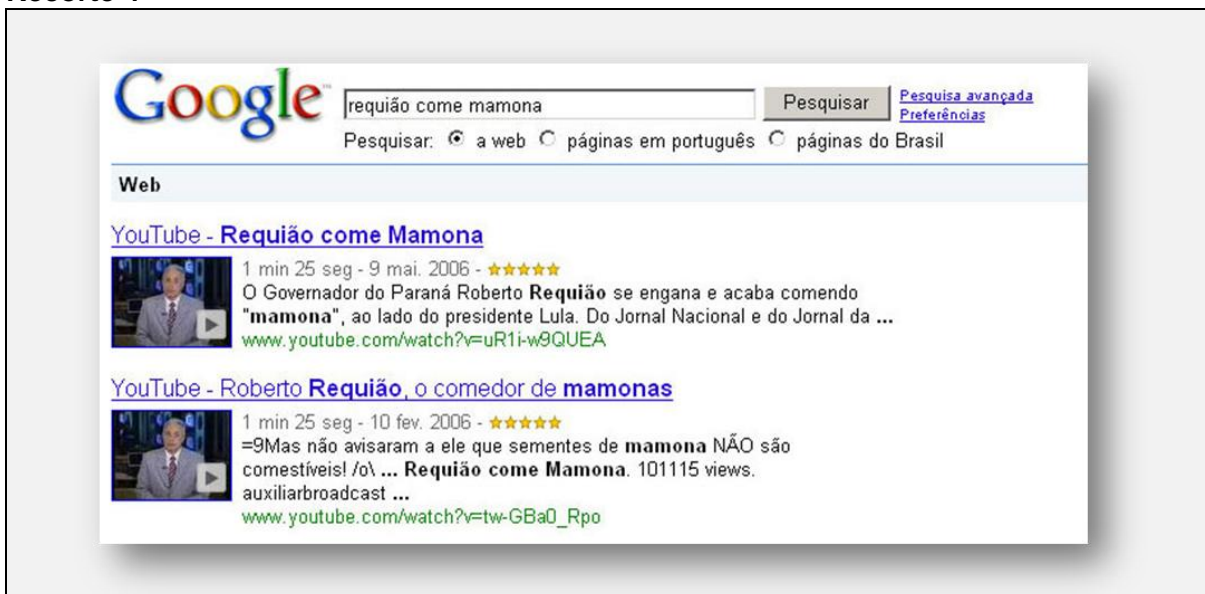 Google™
requião come mamona
Pesquisar
Pesquisa avançada
Preferências
Pesquisar: a web páginas em português páginas do Brasil
Web
YouTube - Requião come Mamona
1 min 25 seg - 9 mai. 2006 - ★★★★★
O Governador do Paraná Roberto Requião se engana e acaba comendo
"mamona", ao lado do presidente Lula. Do Jornal Nacional e do Jornal da ...
www.youtube.com/watch?v=uR1i-w9QUEA
YouTube - Roberto Requião, o comedor de mamonas
1 min 25 seg - 10 fev. 2006 - ★★★★★
=9Mas não avisaram a ele que sementes de mamona NÃO são
comestíveis! /o\ ... Requião come Mamona. 101115 views.
auxiliarbroadcast ...
www.youtube.com/watch?v=tw-GBa0_Rpo